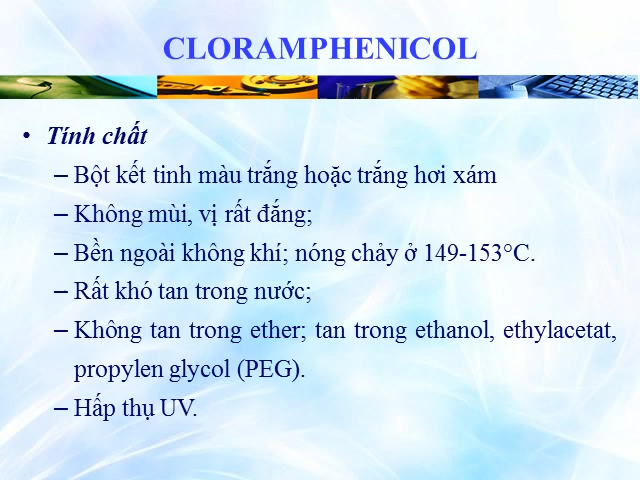 CLORAMPHENICOL
• Tính chất
– Bột kết tinh màu trắng hoặc trắng hơi xám
– Không mùi, vị rất đắng;
– Bền ngoài không khí; nóng chảy ở 149-153°C.
– Rất khó tan trong nước;
– Không tan trong ether; tan trong ethanol, ethylacetat,
propylen glycol (PEG).
– Hấp thụ UV.